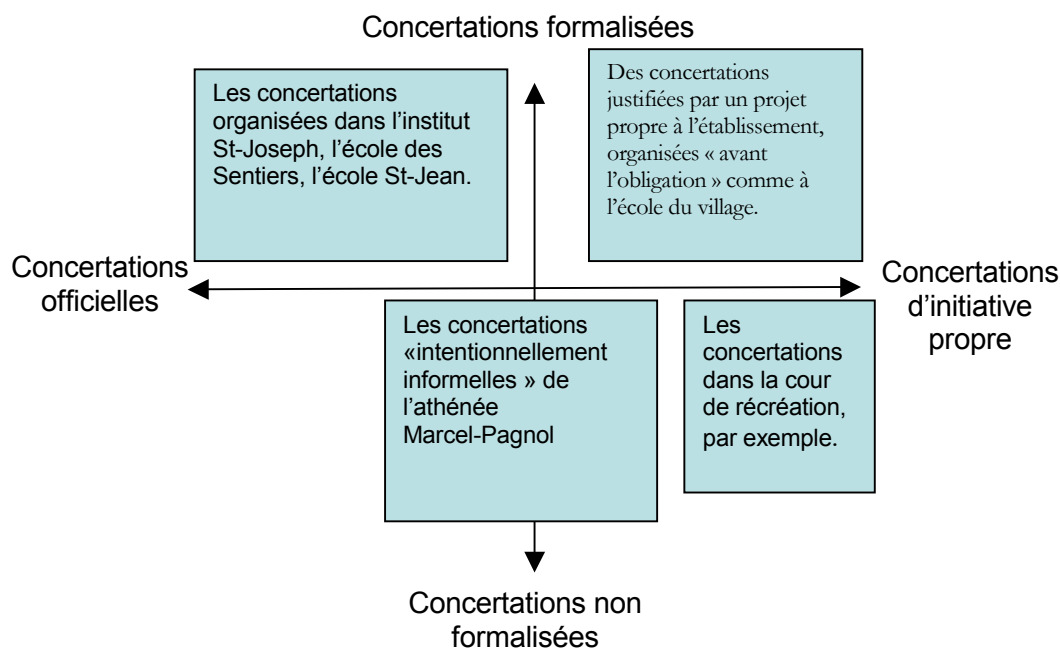 Concertations formalisées
Les concertations
organisées dans l’institut
St-Joseph, l’école des
Sentiers, l’école St-Jean.
Des concertations
justifiées par un projet
propre à l’établissement,
organisées « avant
l’obligation » comme à
l’école du village.
Concertations
officielles
Concertations
d’initiative
propre
Les concertations
«intentionnellement
informelles » de
l’athénée
Marcel-Pagnol
Les
concertations
dans la cour
de récréation,
par exemple.
Concertations non
formalisées